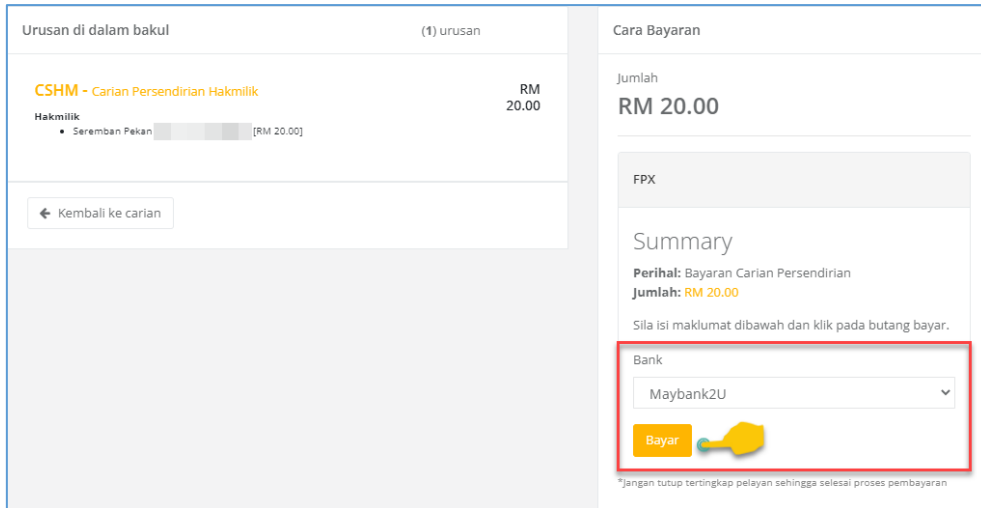 Urusan di dalam bakul (1) urusan
CSHM - Carian Persendirian Hakmilik RM 20.00
Hakmilik
Seremban Pekan [RM 20.00]
Kembali ke carian
Cara Bayaran
Jumlah
RM 20.00
FPX
Summary
Perihal: Bayaran Carian Persendirian
Jumlah: RM 20.00
Sila isi maklumat dibawah dan klik pada butang bayar.
Bank
Maybank2U
Bayar
*Jangan tutup tertingkap pelayan sehingga selesai proses pembayaran